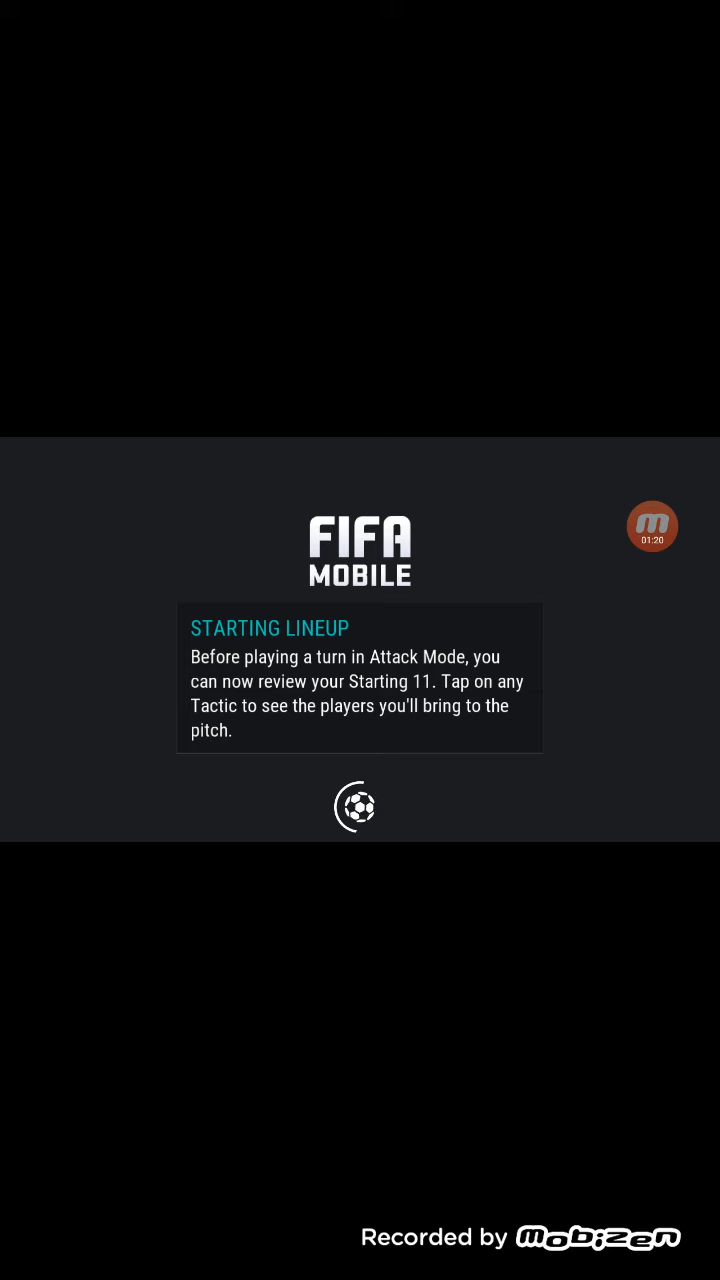 FIFA
MOBILE
m
01:20
STARTING LINEUP
Before playing a turn in Attack Mode, you
can now review your Starting 11. Tap on any
Tactic to see the players you'll bring to the
pitch.
Recorded by mobizen